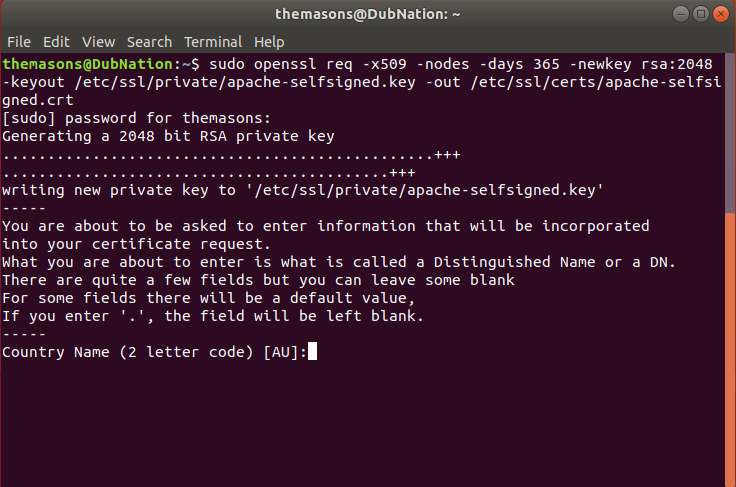 themasons@DubNation: ~
File Edit View Search Terminal Help
themasons@DubNation:~$ sudo openssl req -x509 -nodes -days 365 -newkey rsa:2048
-keyout /etc/ssl/private/apache-selfsigned.key -out /etc/ssl/certs/apache-selfsi
gned.crt
[sudo] password for themasons:
Generating a 2048 bit RSA private key
................................................+++
...........................................+++
writing new private key to '/etc/ssl/private/apache-selfsigned.key'
-----
You are about to be asked to enter information that will be incorporated
into your certificate request.
What you are about to enter is what is called a Distinguished Name or a DN.
There are quite a few fields but you can leave some blank
For some fields there will be a default value,
If you enter '.', the field will be left blank.
-----
Country Name (2 letter code) [AU]: